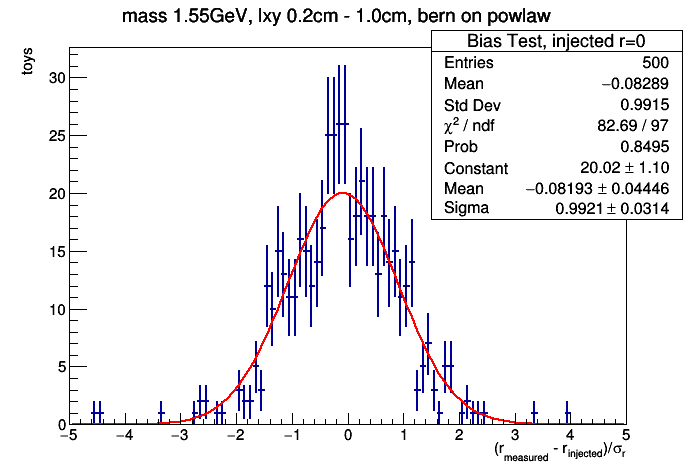 mass 1.55GeV, lxy 0.2cm - 1.0cm, bern on powlaw
Bias Test, injected r=0
Entries 500
Mean −0.08289
Std Dev 0.9915
χ² / ndf 82.69 / 97
Prob 0.8495
Constant 20.02 ± 1.10
Mean −0.08193 ± 0.04446
Sigma 0.9921 ± 0.0314
toys
30
25
20
15
10
5
0
−5 −4 −3 −2 −1 0 1 2 3 4 5
(r_measured - r_injected)/σ_r